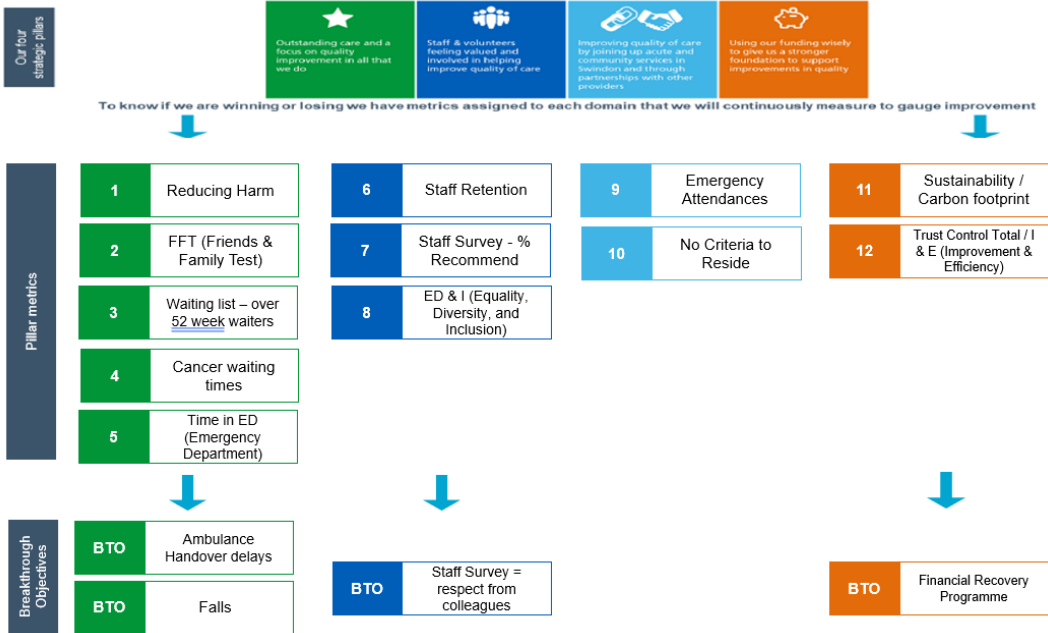 Our four
strategic pillars
Outstanding care and a
focus on quality
improvement in all that
we do
Staff & volunteers
feeling valued and
involved in helping
improve quality of care
Improving quality of care
by joining up acute and
community services in
Swindon and through
partnerships with other
providers
Using our funding wisely
to give us a stronger
foundation to support
improvements in quality
To know if we are winning or losing we have metrics assigned to each domain that we will continuously measure to gauge improvement
Pillar metrics
1
Reducing Harm
2
FFT (Friends &
Family Test)
3
Waiting list – over
52 week waiters
4
Cancer waiting
times
5
Time in ED
(Emergency
Department)
6
Staff Retention
7
Staff Survey - %
Recommend
8
ED & I (Equality,
Diversity, and
Inclusion)
9
Emergency
Attendances
10
No Criteria to
Reside
11
Sustainability /
Carbon footprint
12
Trust Control Total / I
& E (Improvement &
Efficiency)
Breakthrough
Objectives
BTO
Ambulance
Handover delays
BTO
Falls
BTO
Staff Survey =
respect from
colleagues
BTO
Financial Recovery
Programme